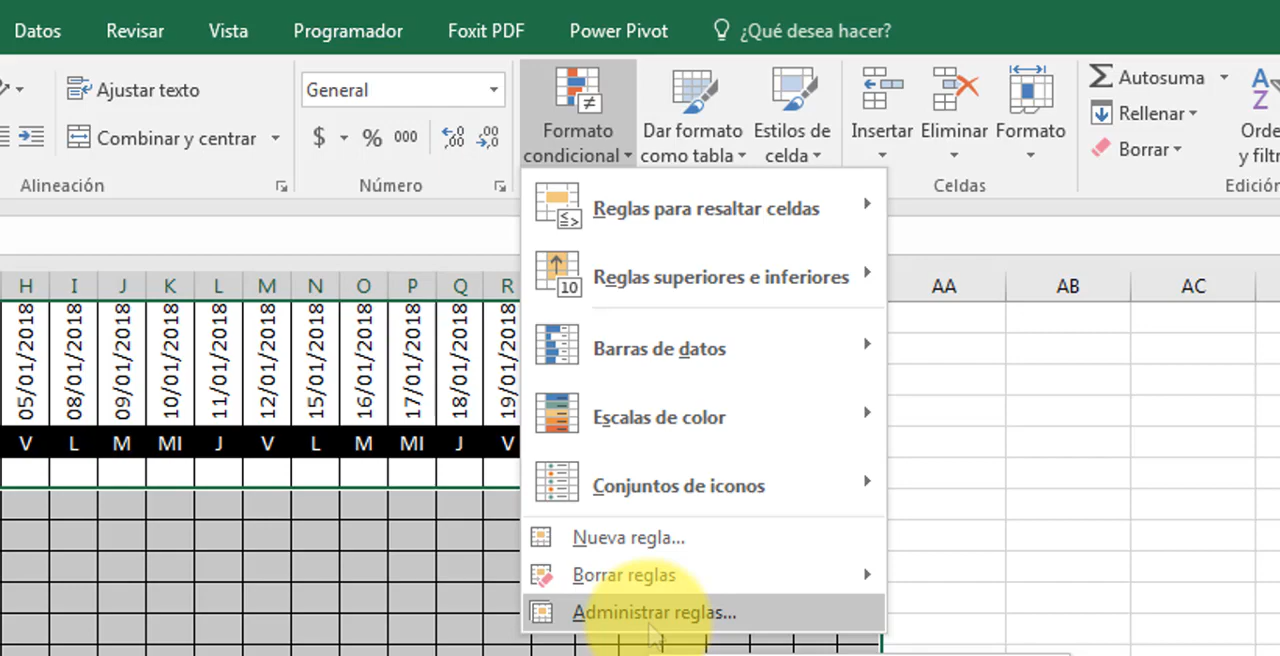 Datos Revisar Vista Programador Foxit PDF Power Pivot ¿Qué desea hacer?
Ajustar texto General Autosuma
Combinar y centrar $ % 000 Formato condicional Dar formato como tabla Estilos de celda Insertar Eliminar Formato Rellenar
Borrar y filtr
Alineación Número Celdas Edición
Reglas para resaltar celdas
Reglas superiores e inferiores
10
H I J K L M N O P Q R AA AB AC
05/01/2018 08/01/2018 09/01/2018 10/01/2018 11/01/2018 12/01/2018 15/01/2018 16/01/2018 17/01/2018 18/01/2018 19/01/2018
Barras de datos
Escalas de color
V L M MI J V L M MI J V
Conjuntos de iconos
Nueva regla...
Borrar reglas
Administrar reglas...